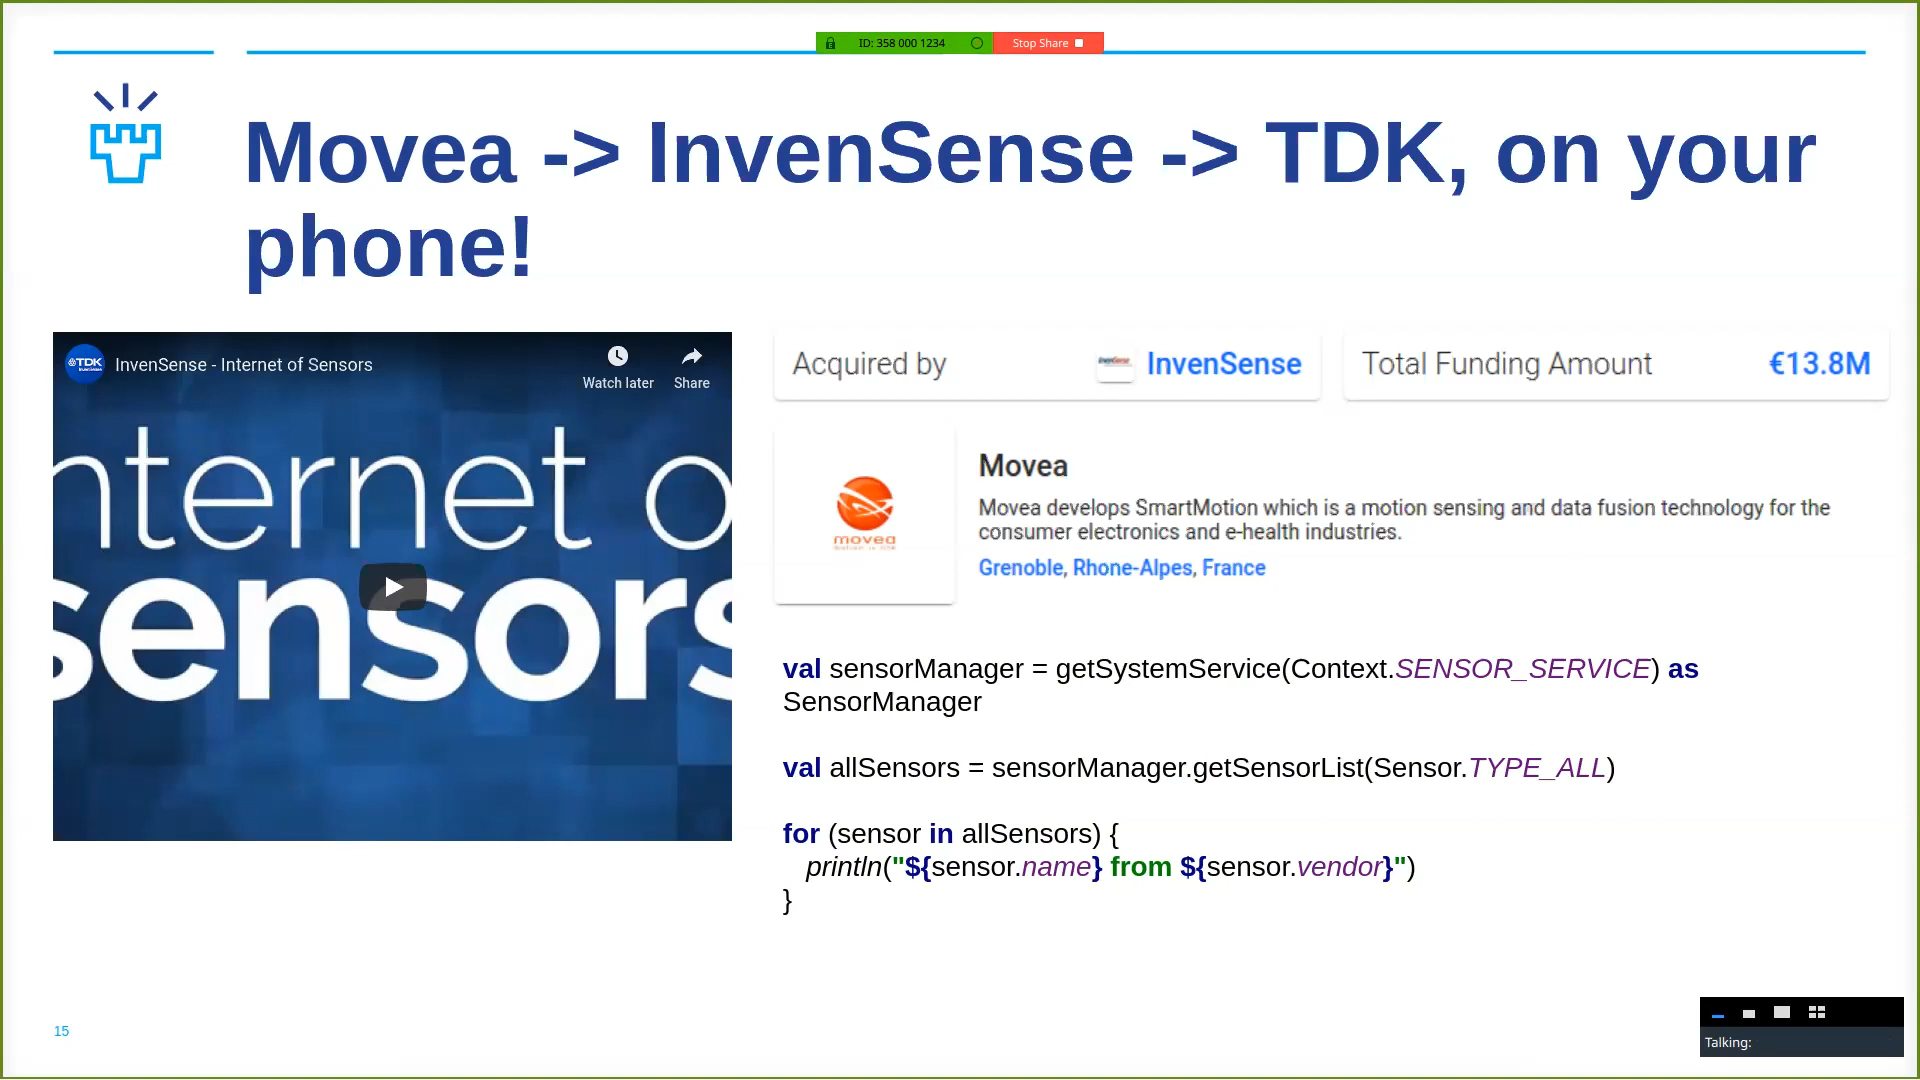 ID: 358 000 1234
Stop Share
Movea -> InvenSense -> TDK, on your
phone!
TDK
InvenSense - Internet of Sensors
Watch later
Share
nternet o
sensors
Acquired by
InvenSense
InvenSense
Total Funding Amount
€13.8M
movea
Movea
Movea develops SmartMotion which is a motion sensing and data fusion technology for the
consumer electronics and e-health industries.
Grenoble, Rhone-Alpes, France
val sensorManager = getSystemService(Context.SENSOR_SERVICE) as
SensorManager
val allSensors = sensorManager.getSensorList(Sensor.TYPE_ALL)
for (sensor in allSensors) {
println("${sensor.name} from ${sensor.vendor}")
}
15
Talking: